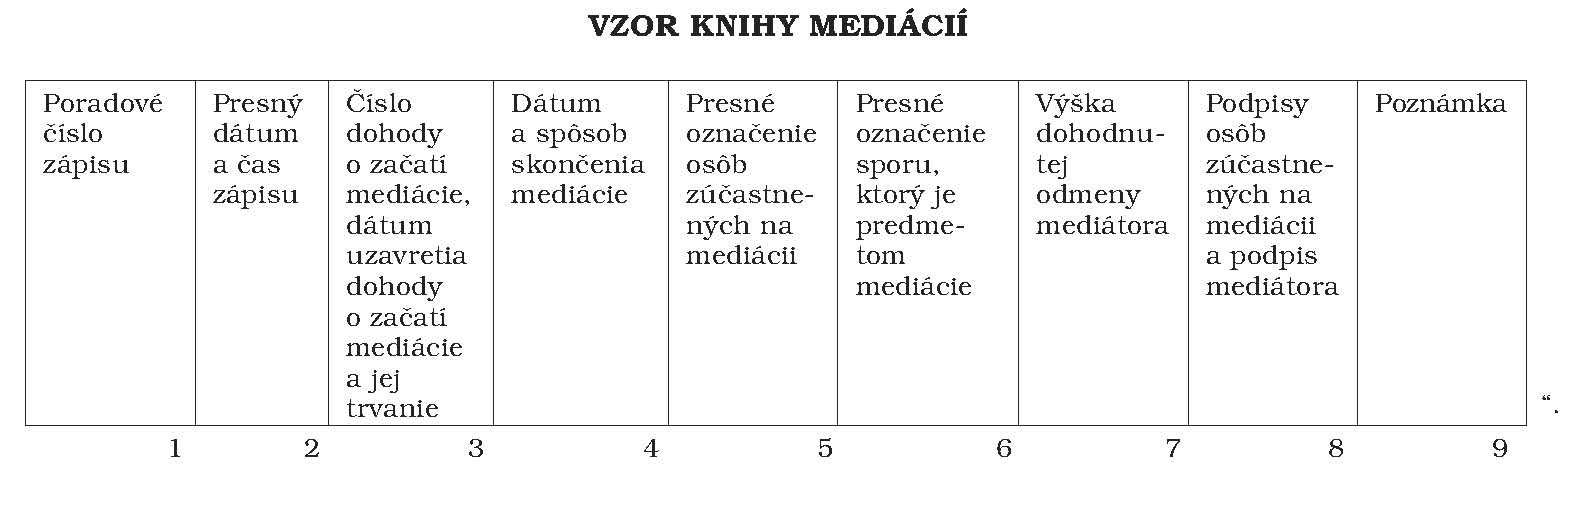 VZOR KNIHY MEDIÁCIÍ
Poradové
číslo
zápisu
Presný
dátum
a čas
zápisu
Číslo
dohody
o začatí
mediácie,
dátum
uzavretia
dohody
o začatí
mediácie
a jej
trvanie
Dátum
a spôsob
skončenia
mediácie
Presné
označenie
osôb
zúčastne-
ných na
mediácii
Presné
označenie
sporu,
ktorý je
predme-
tom
mediácie
Výška
dohodnu-
tej
odmeny
mediátora
Podpisy
osôb
zúčastne-
ných na
mediácii
a podpis
mediátora
Poznámka
“.
1 2 3 4 5 6 7 8 9